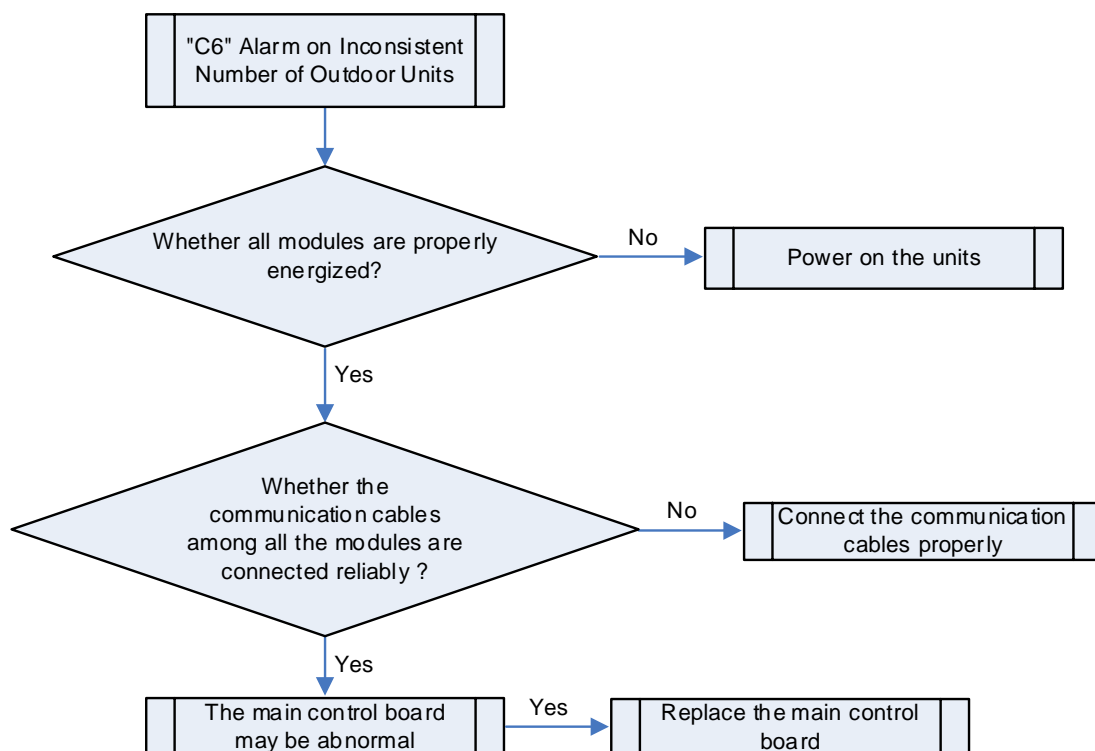 "C6" Alarm on Inconsistent
Number of Outdoor Units
Whether all modules are properly
energized?
No
Power on the units
Yes
Whether the
communication cables
among all the modules are
connected reliably ?
No
Connect the communication
cables properly
Yes
The main control board
may be abnormal
Yes
Replace the main control
board